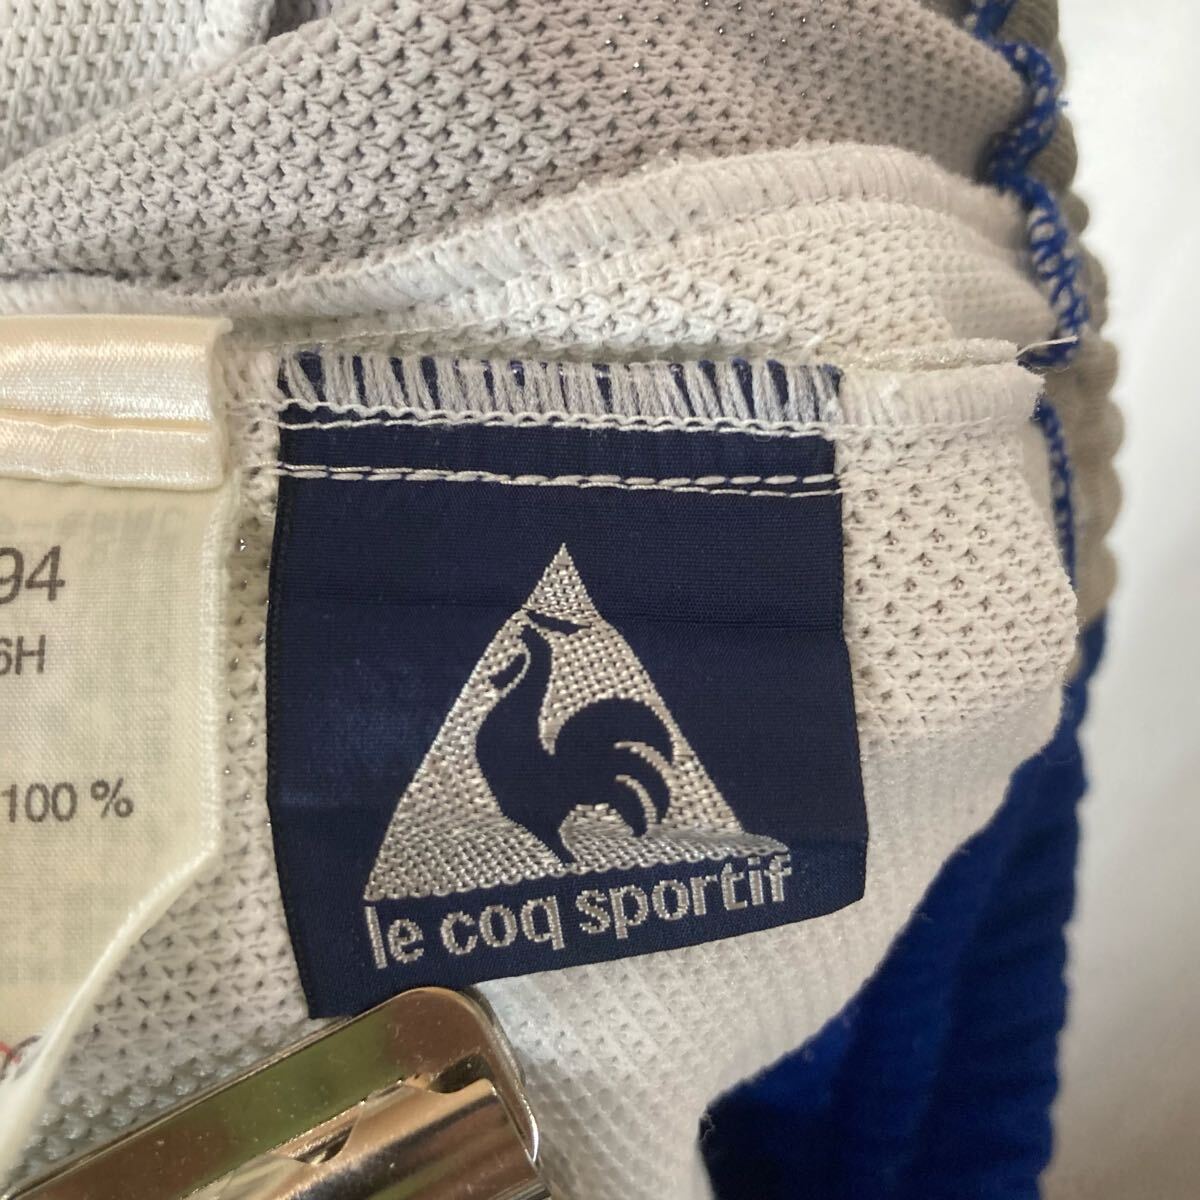 94
6H
100 %
le coq sportif